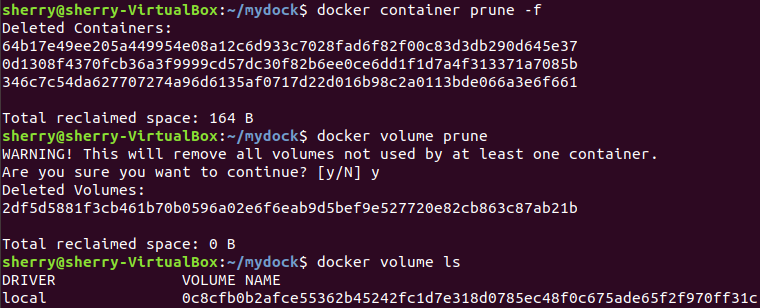 sherry@sherry-VirtualBox:~/mydock$ docker container prune -f
Deleted Containers:
64b17e49ee205a449954e08a12c6d933c7028fad6f82f00c83d3db290d645e37
0d1308f4370fcb36a3f9999cd57dc30f82b6ee0ce6dd1f1d7a4f313371a7085b
346c7c54da627707274a96d6135af0717d22d016b98c2a0113bde066a3e6f661
Total reclaimed space: 164 B
sherry@sherry-VirtualBox:~/mydock$ docker volume prune
WARNING! This will remove all volumes not used by at least one container.
Are you sure you want to continue? [y/N] y
Deleted Volumes:
2df5d5881f3cb461b70b0596a02e6f6eab9d5bef9e527720e82cb863c87ab21b
Total reclaimed space: 0 B
sherry@sherry-VirtualBox:~/mydock$ docker volume ls
DRIVER              VOLUME NAME
local               0c8cfb0b2afce55362b45242fc1d7e318d0785ec48f0c675ade65f2f970ff31c